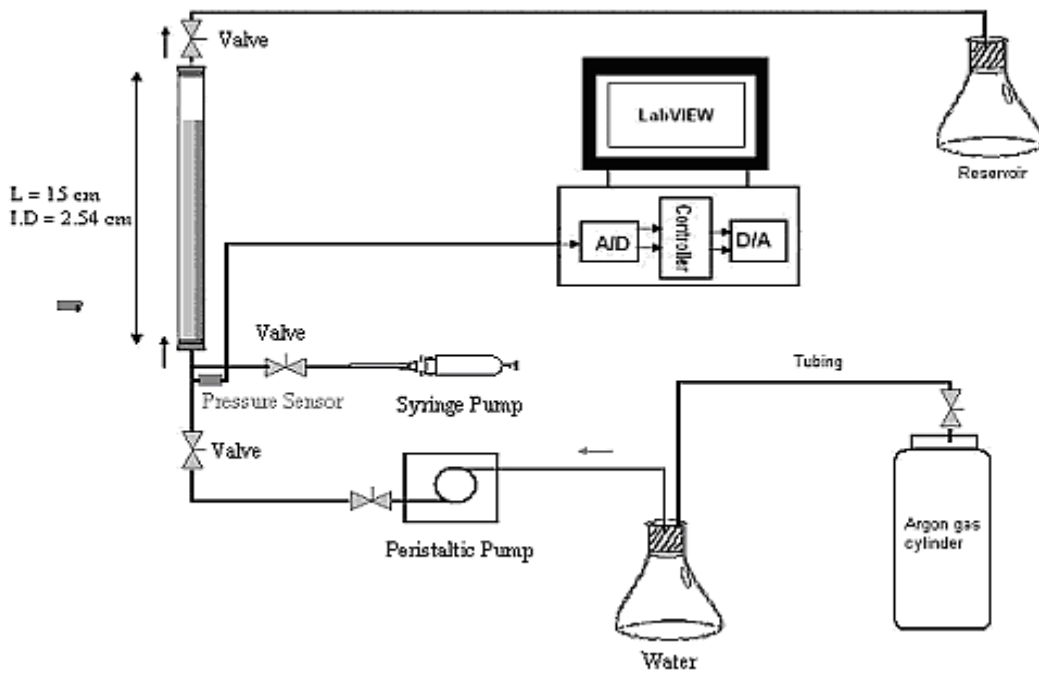 Valve
LabVIEW
Reservoir
L = 15 cm
I.D = 2.54 cm
A/D
Controller
D/A
Valve
Tubing
Pressure Sensor
Syringe Pump
Valve
Argon gas
cylinder
Peristaltic Pump
Water